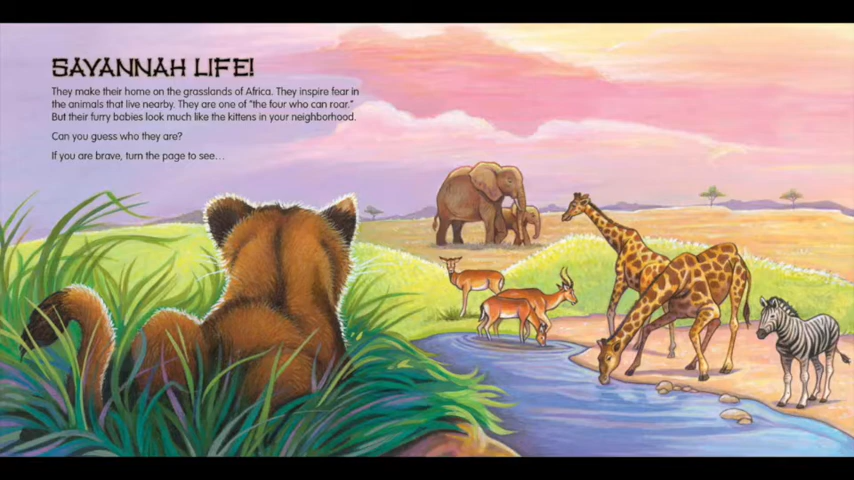 SAVANNAH LIFE!
They make their home on the grasslands of Africa. They inspire fear in
the animals that live nearby. They are one of “the four who can roar.”
But their furry babies look much like the kittens in your neighborhood.
Can you guess who they are?
If you are brave, turn the page to see…